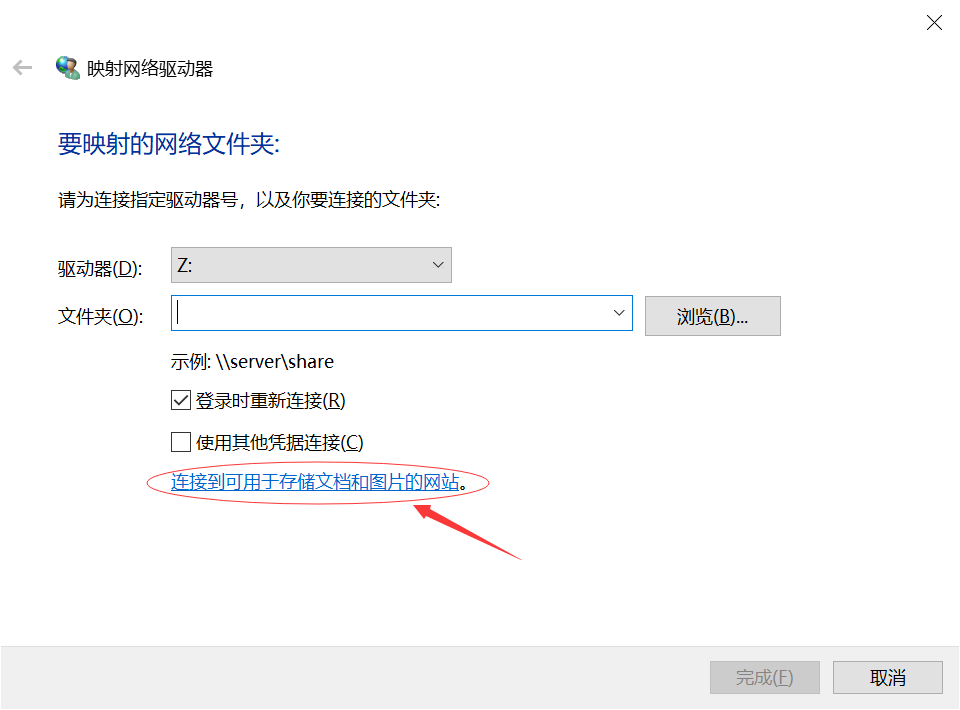 映射网络驱动器
要映射的网络文件夹:
请为连接指定驱动器号，以及你要连接的文件夹:
驱动器(D): Z:
文件夹(O): 浏览(B)...
示例: \\server\share
登录时重新连接(R)
使用其他凭据连接(C)
连接到可用于存储文档和图片的网站。
完成(F) 取消